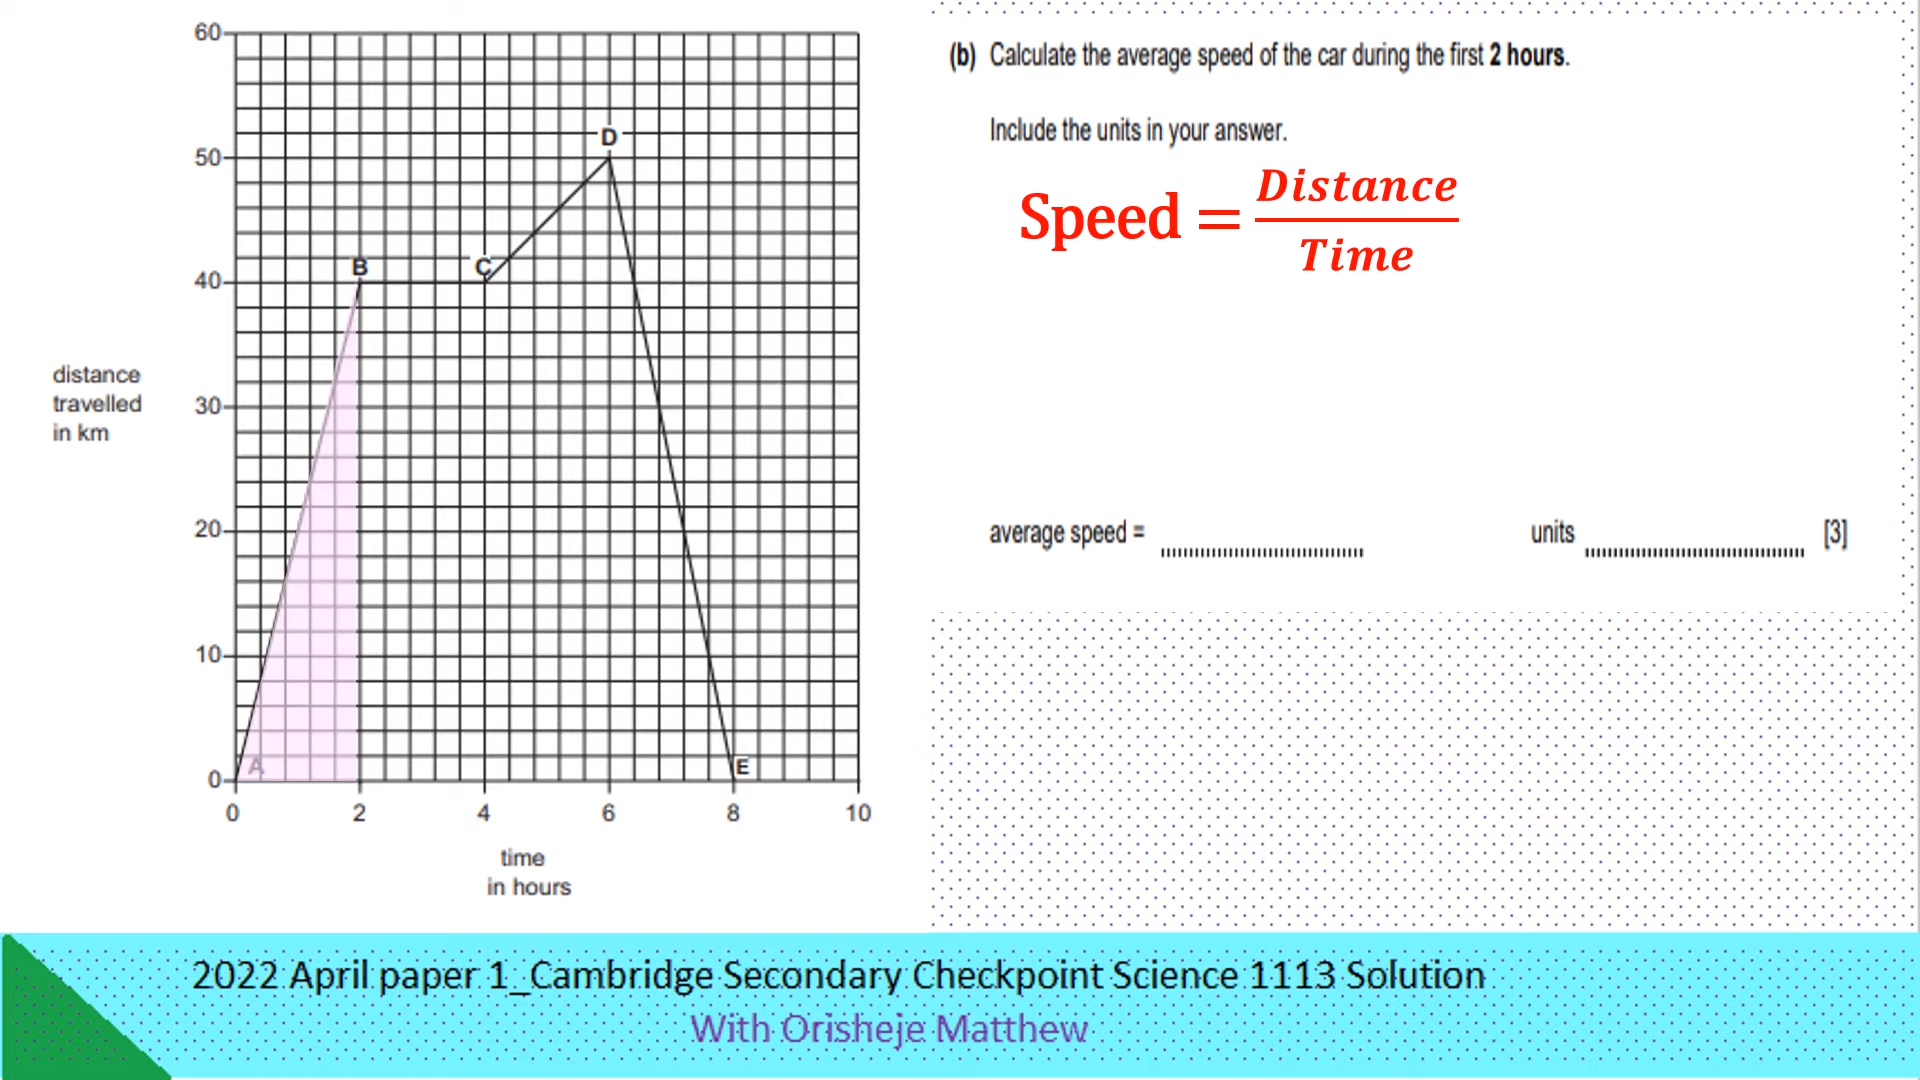 60
50
40
30
20
10
0
distance
travelled
in km
A
B
C
D
E
0 2 4 6 8 10
time
in hours
(b) Calculate the average speed of the car during the first 2 hours.
Include the units in your answer.
Speed = Distance
Time
average speed = ........................ units ........................ [3]
2022 April paper 1_Cambridge Secondary Checkpoint Science 1113 Solution
With Orisheje Matthew